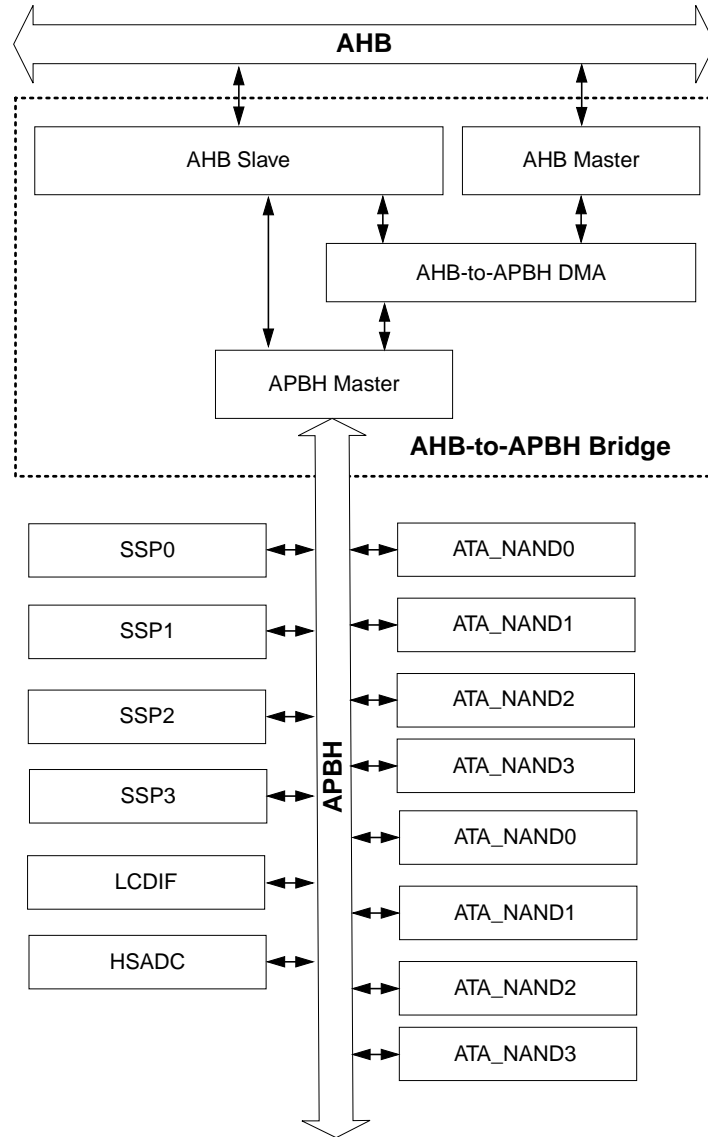 AHB
AHB Slave
AHB Master
AHB-to-APBH DMA
APBH Master
AHB-to-APBH Bridge
SSP0
ATA_NAND0
SSP1
ATA_NAND1
SSP2
ATA_NAND2
SSP3
ATA_NAND3
APBH
ATA_NAND0
LCDIF
ATA_NAND1
HSADC
ATA_NAND2
ATA_NAND3